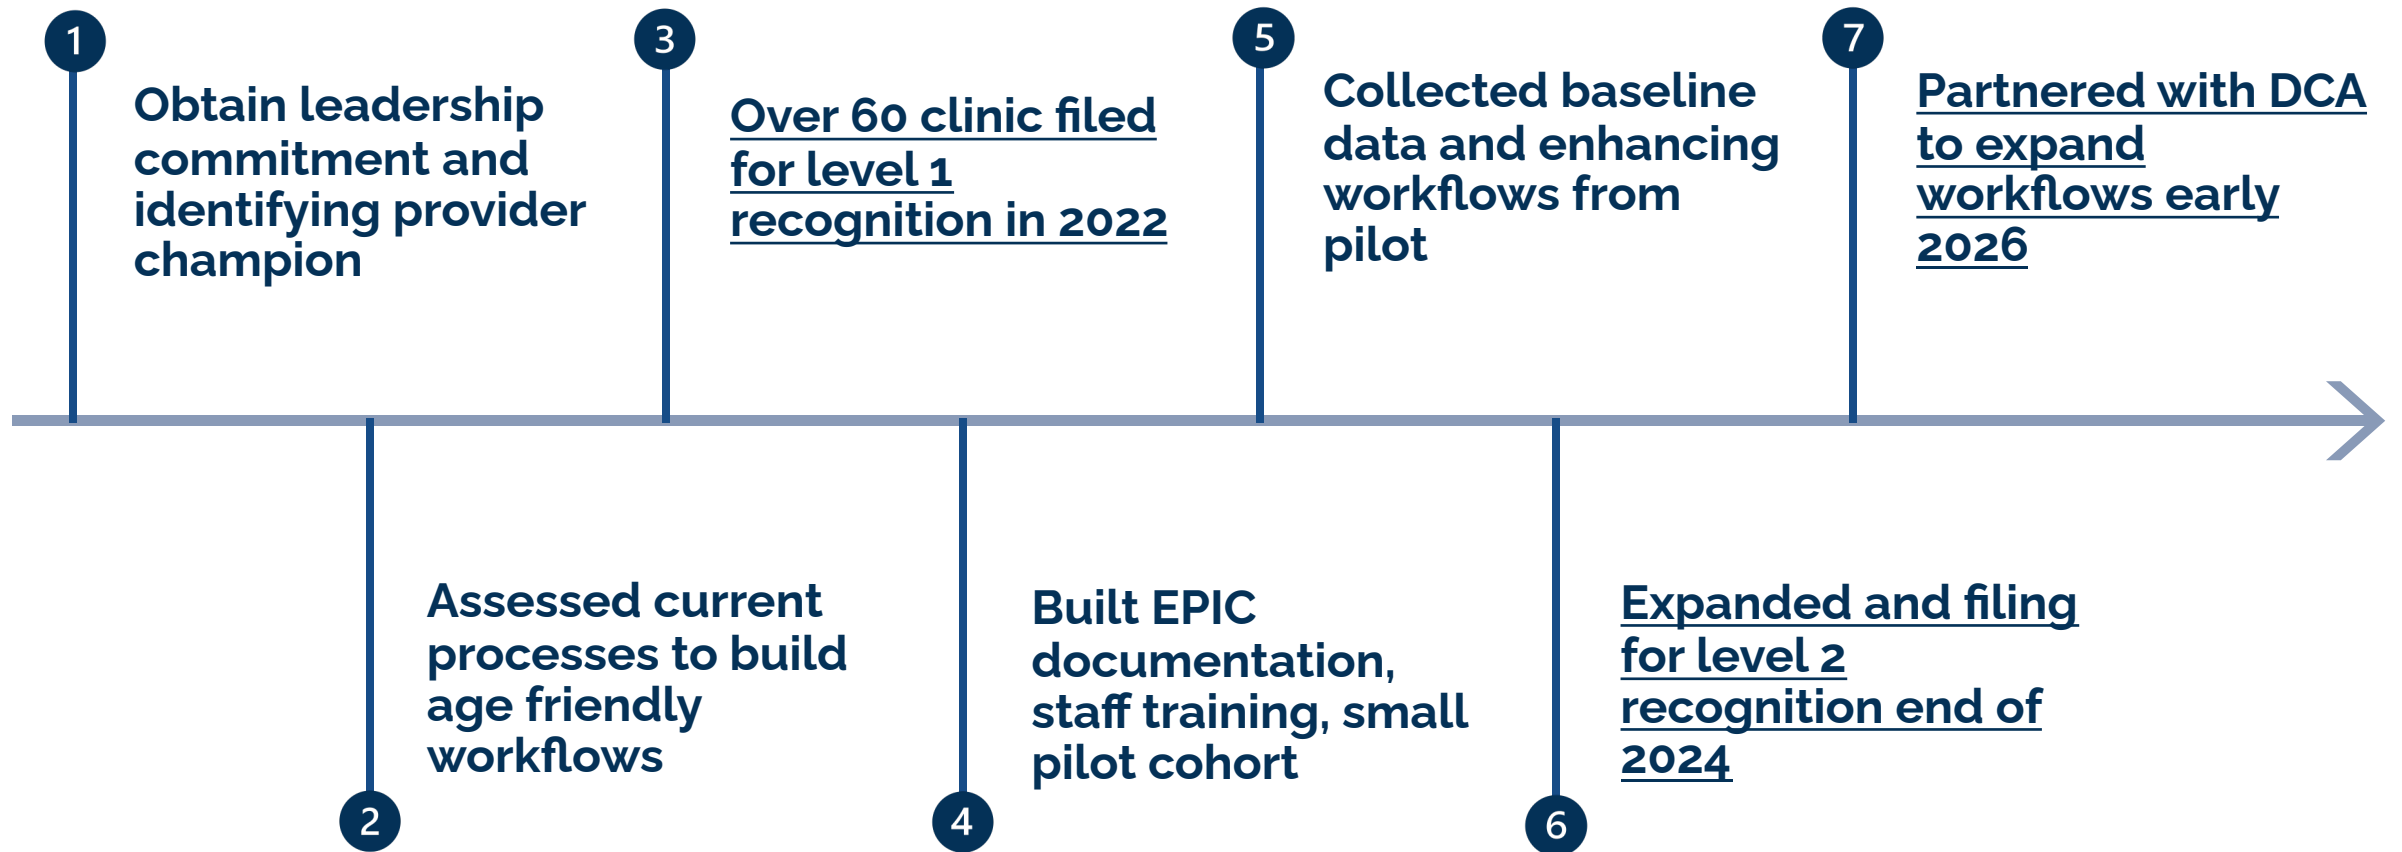 1
Obtain leadership
commitment and
identifying provider
champion
2
Assessed current
processes to build
age friendly
workflows
3
Over 60 clinic filed
for level 1
recognition in 2022
4
Built EPIC
documentation,
staff training, small
pilot cohort
5
Collected baseline
data and enhancing
workflows from
pilot
6
Expanded and filing
for level 2
recognition end of
2024
7
Partnered with DCA
to expand
workflows early
2026